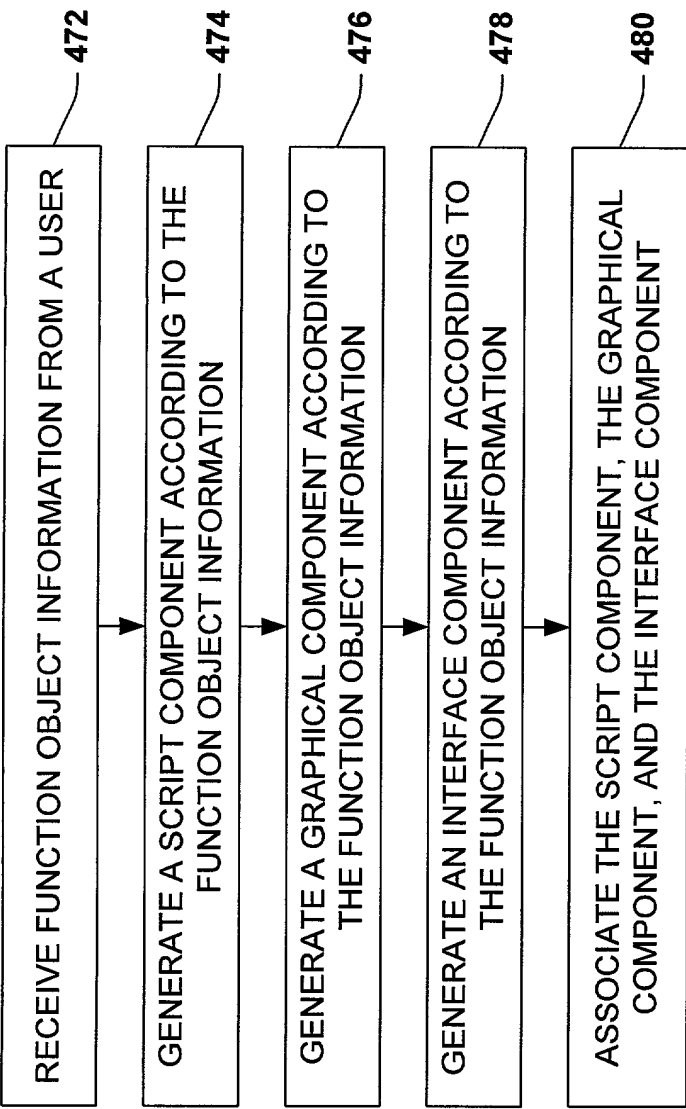 RECEIVE FUNCTION OBJECT INFORMATION FROM A USER
472
GENERATE A SCRIPT COMPONENT ACCORDING TO THE
FUNCTION OBJECT INFORMATION
474
GENERATE A GRAPHICAL COMPONENT ACCORDING TO
THE FUNCTION OBJECT INFORMATION
476
GENERATE AN INTERFACE COMPONENT ACCORDING TO
THE FUNCTION OBJECT INFORMATION
478
ASSOCIATE THE SCRIPT COMPONENT, THE GRAPHICAL
COMPONENT, AND THE INTERFACE COMPONENT
480